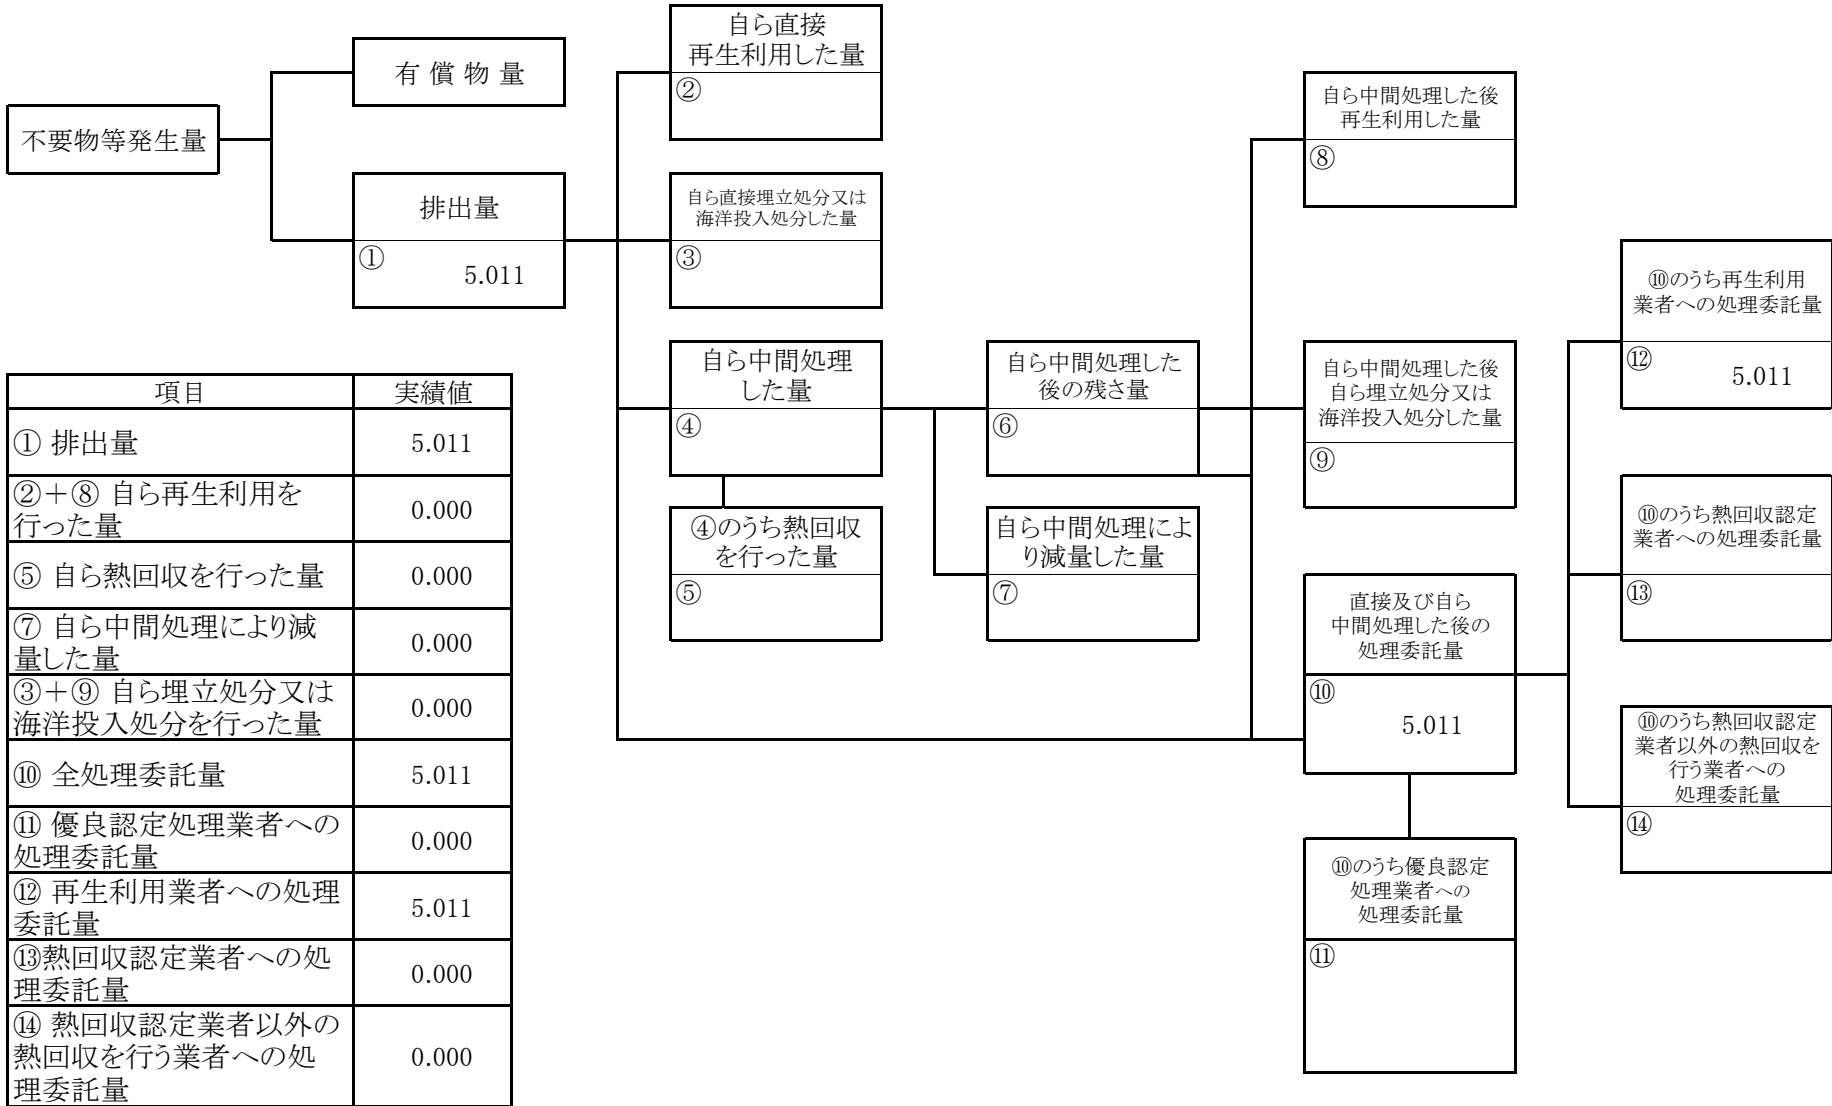 自ら直接
再生利用した量
②
有 償 物 量
不要物等発生量
排出量
①
5.011
自ら直接埋立処分又は
海洋投入処分した量
③
自ら中間処理した後
再生利用した量
⑧
自ら中間処理
した量
④
自ら中間処理した
後の残さ量
⑥
自ら中間処理した後
自ら埋立処分又は
海洋投入処分した量
⑨
⑩のうち再生利用
業者への処理委託量
⑫
5.011
④のうち熱回収
を行った量
⑤
自ら中間処理によ
り減量した量
⑦
⑩のうち熱回収認定
業者への処理委託量
⑬
直接及び自ら
中間処理した後の
処理委託量
⑩
5.011
⑩のうち熱回収認定
業者以外の熱回収を
行う業者への
処理委託量
⑭
⑩のうち優良認定
処理業者への
処理委託量
⑪
項目 実績値
① 排出量 5.011
②＋⑧ 自ら再生利用を
行った量 0.000
⑤ 自ら熱回収を行った量 0.000
⑦ 自ら中間処理により減
量した量 0.000
③＋⑨ 自ら埋立処分又は
海洋投入処分を行った量 0.000
⑩ 全処理委託量 5.011
⑪ 優良認定処理業者への
処理委託量 0.000
⑫ 再生利用業者への処理
委託量 5.011
⑬熱回収認定業者への処
理委託量 0.000
⑭ 熱回収認定業者以外の
熱回収を行う業者への処
理委託量 0.000